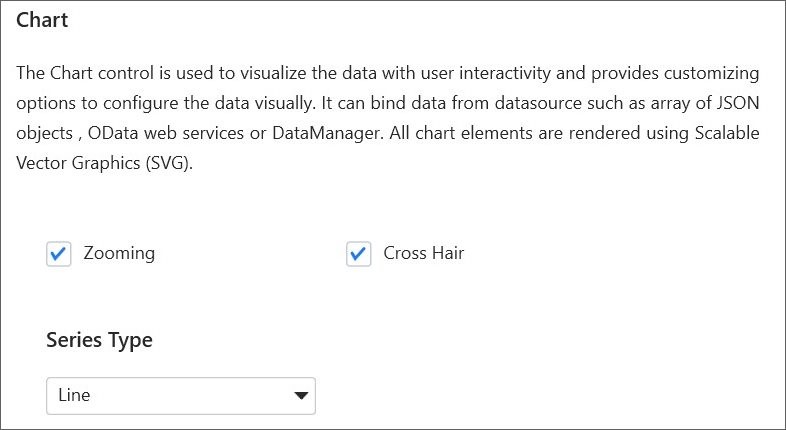 Chart
The Chart control is used to visualize the data with user interactivity and provides customizing
options to configure the data visually. It can bind data from datasource such as array of JSON
objects , OData web services or DataManager. All chart elements are rendered using Scalable
Vector Graphics (SVG).
Zooming
Cross Hair
Series Type
Line